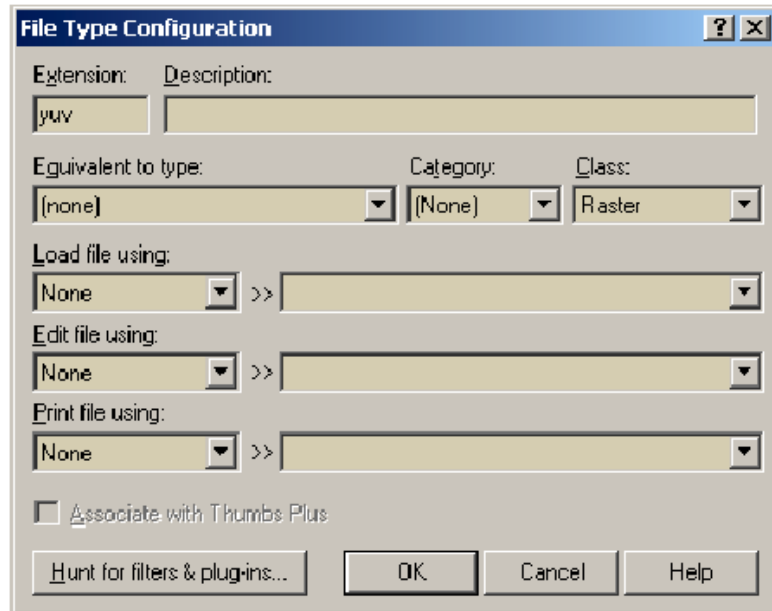 File Type Configuration
Extension: Description:
yuv
Equivalent to type: Category: Class:
(none) (None) Raster
Load file using:
None >>
Edit file using:
None >>
Print file using:
None >>
Associate with Thumbs Plus
Hunt for filters & plug-ins... OK Cancel Help